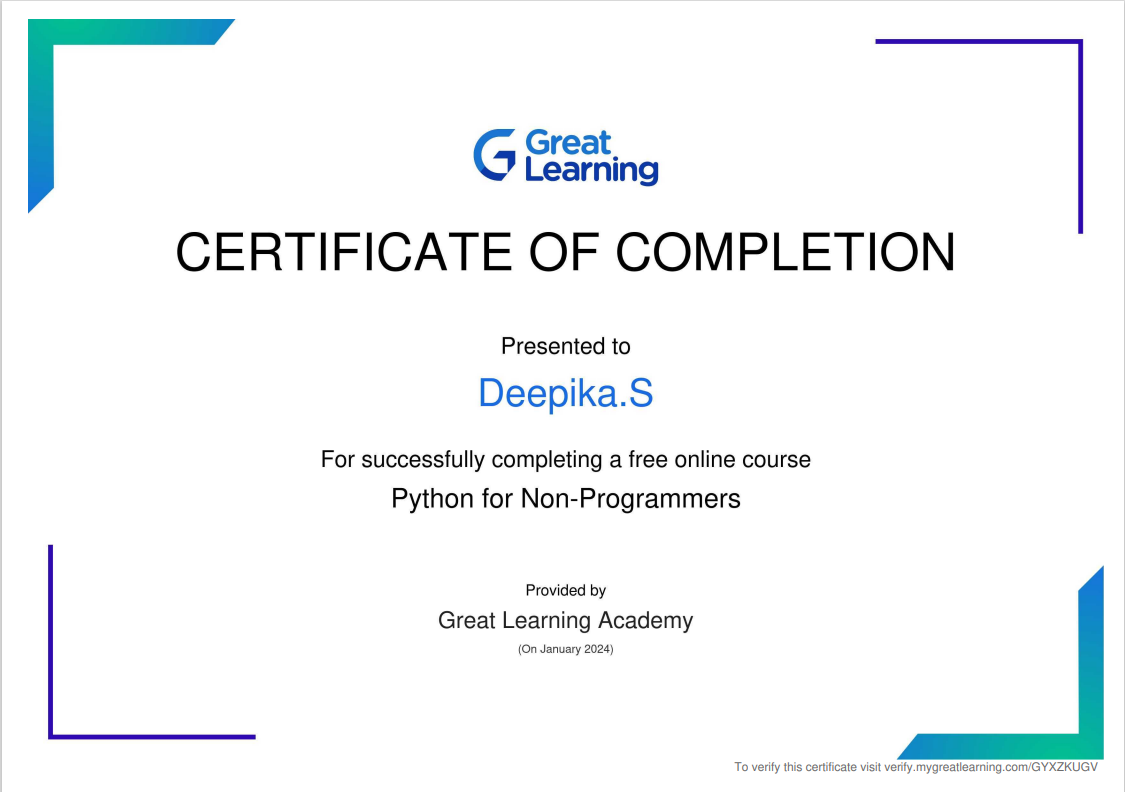 Great
Learning
CERTIFICATE OF COMPLETION
Presented to
Deepika.S
For successfully completing a free online course
Python for Non-Programmers
Provided by
Great Learning Academy
(On January 2024)
To verify this certificate visit verify.mygreatlearning.com/GYXZKUGV